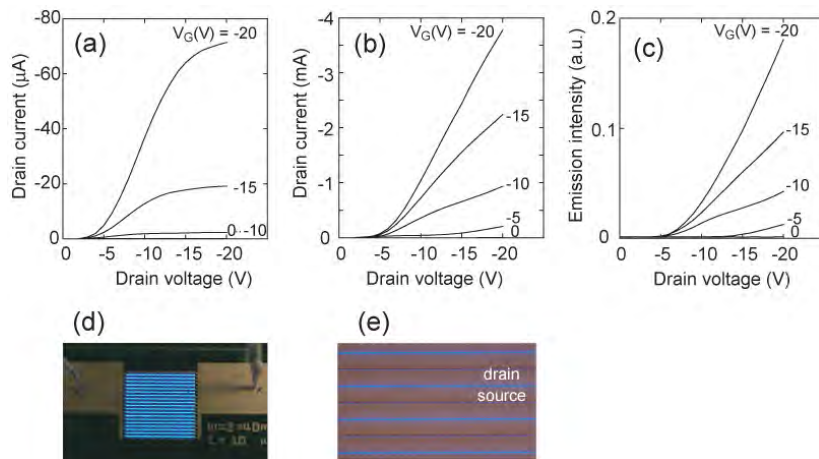 (a)
V_G(V) = -20
-15
0 -10
Drain current (μA)
-80
-60
-40
-20
0
0 -5 -10 -15 -20
Drain voltage (V)
(b)
V_G(V) = -20
-15
-10
-5
0
Drain current (mA)
-4
-3
-2
-1
0
0 -5 -10 -15 -20
Drain voltage (V)
(c)
V_G(V) = -20
-15
-10
-5
0
Emission intensity (a.u.)
0.2
0.1
0
0 -5 -10 -15 -20
Drain voltage (V)
(d)
(e)
drain
source